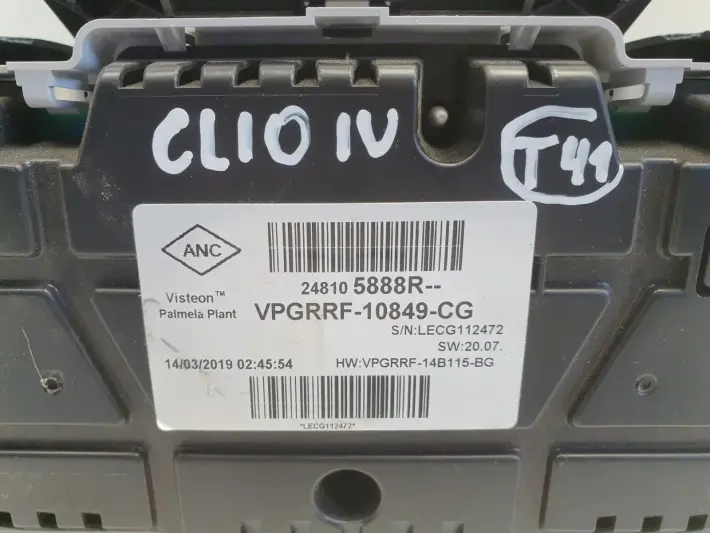 CLIO IV
T41
ANC
24810 5888R--
Visteon™
Palmela Plant
VPGRRF-10849-CG
S/N:LECG112472
SW:20.07.
14/03/2019 02:45:54
HW:VPGRRF-14B115-BG
*LECG112472*